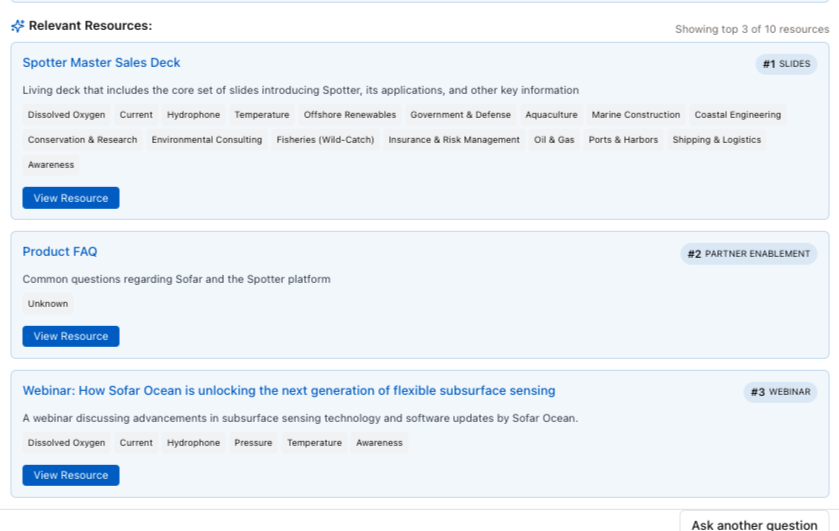 Relevant Resources:
Showing top 3 of 10 resources
Spotter Master Sales Deck
#1 SLIDES
Living deck that includes the core set of slides introducing Spotter, its applications, and other key information
Dissolved Oxygen Current Hydrophone Temperature Offshore Renewables Government & Defense Aquaculture Marine Construction Coastal Engineering
Conservation & Research Environmental Consulting Fisheries (Wild-Catch) Insurance & Risk Management Oil & Gas Ports & Harbors Shipping & Logistics
Awareness
View Resource
Product FAQ
#2 PARTNER ENABLEMENT
Common questions regarding Sofar and the Spotter platform
Unknown
View Resource
Webinar: How Sofar Ocean is unlocking the next generation of flexible subsurface sensing
#3 WEBINAR
A webinar discussing advancements in subsurface sensing technology and software updates by Sofar Ocean.
Dissolved Oxygen Current Hydrophone Pressure Temperature Awareness
View Resource
Ask another question